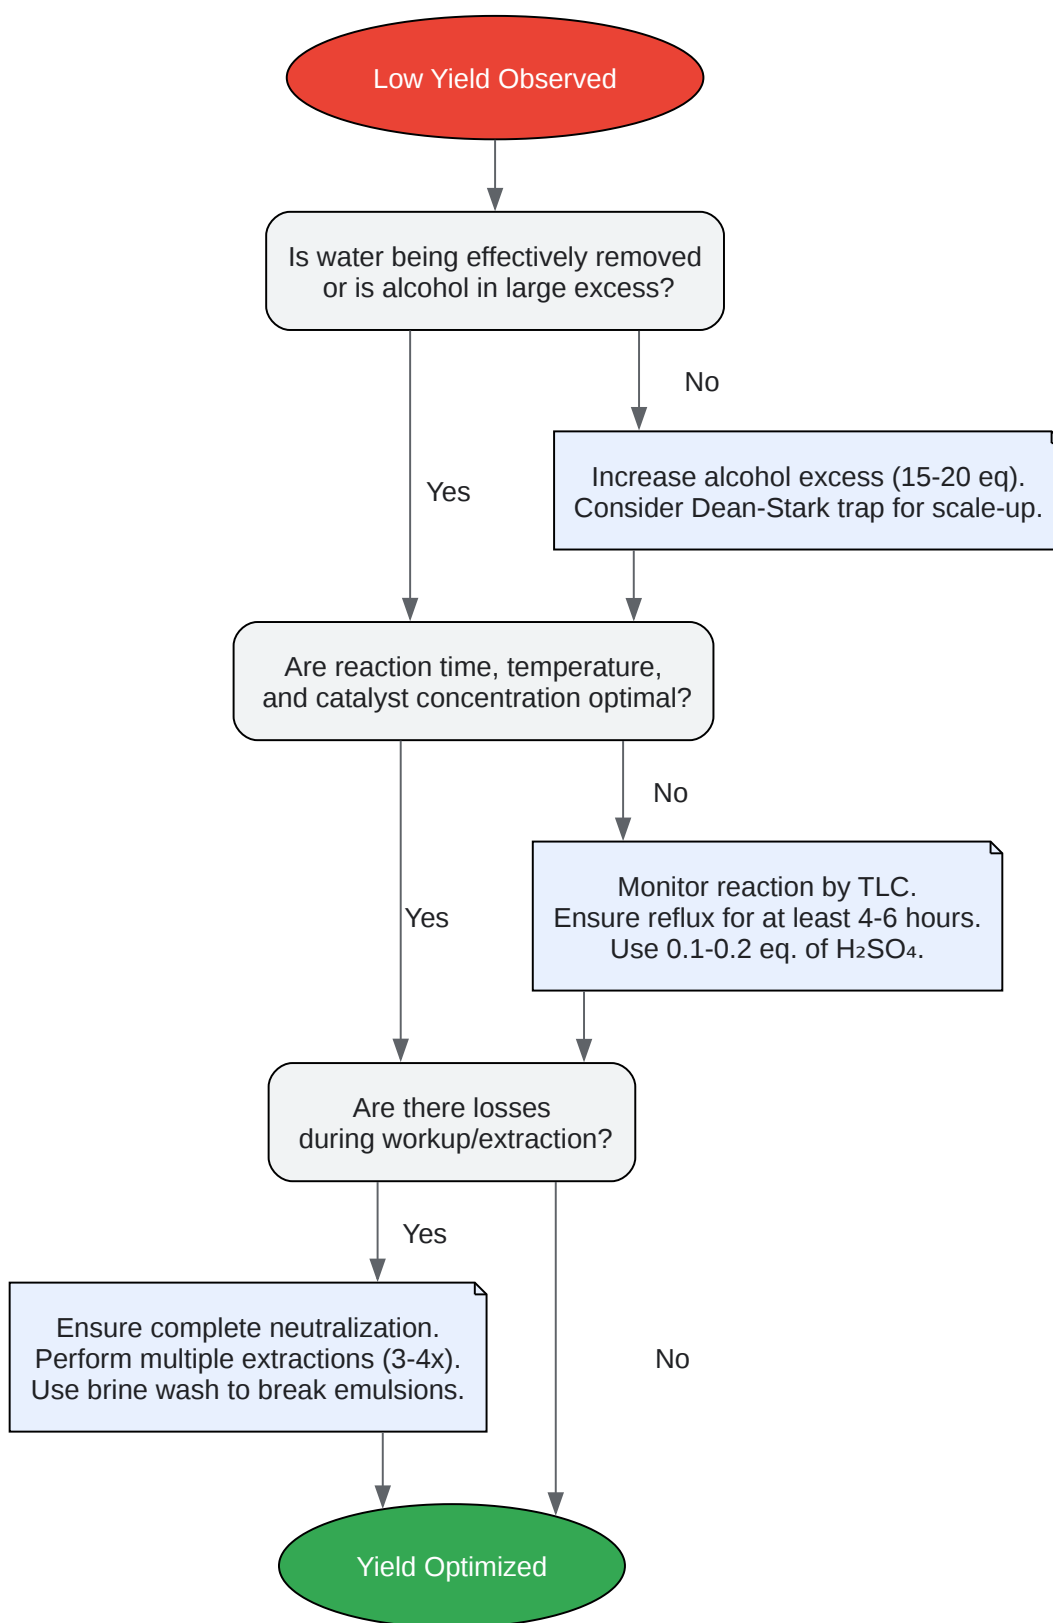 Low Yield Observed
Is water being effectively removed
or is alcohol in large excess?
No
Increase alcohol excess (15-20 eq).
Consider Dean-Stark trap for scale-up.
Yes
Are reaction time, temperature,
and catalyst concentration optimal?
No
Monitor reaction by TLC.
Ensure reflux for at least 4-6 hours.
Use 0.1-0.2 eq. of H₂SO₄.
Yes
Are there losses
during workup/extraction?
Yes
Ensure complete neutralization.
Perform multiple extractions (3-4x).
Use brine wash to break emulsions.
No
Yield Optimized